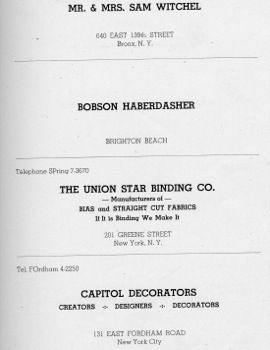 MR. & MRS. SAM WITCHEL
640 EAST 139th STREET
Bronx, N. Y.
BOBSON HABERDASHER
BRIGHTON BEACH
Telephone SPring 7-3670
THE UNION STAR BINDING CO.
— Manufacturers of —
BIAS and STRAIGHT CUT FABRICS
If It is Binding We Make It
201 GREENE STREET
New York, N. Y.
Tel. FOrdham 4-2250
CAPITOL DECORATORS
CREATORS ÷ DESIGNERS ÷ DECORATORS
131 EAST FORDHAM ROAD
New York City